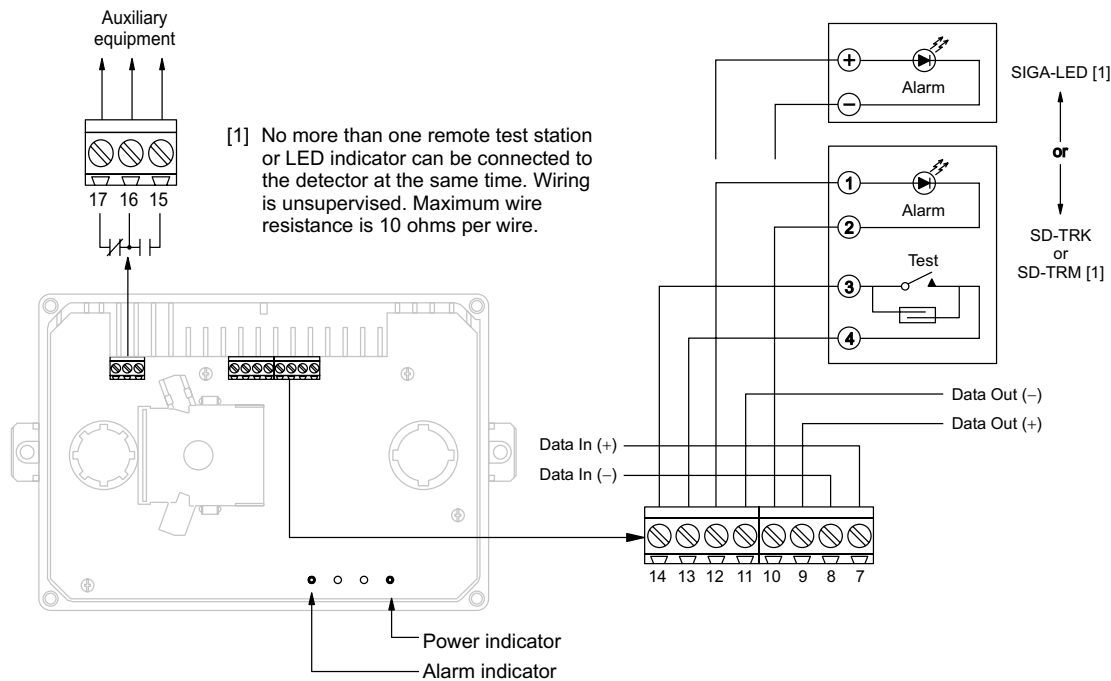 Auxiliary
equipment
17 16 15
[1] No more than one remote test station
or LED indicator can be connected to
the detector at the same time. Wiring
is unsupervised. Maximum wire
resistance is 10 ohms per wire.
+
Alarm
−
SIGA-LED [1]
or
1
Alarm
2
Test
3
4
SD-TRK
or
SD-TRM [1]
Data Out (−)
Data Out (+)
Data In (+)
Data In (−)
14 13 12 11 10 9 8 7
Power indicator
Alarm indicator